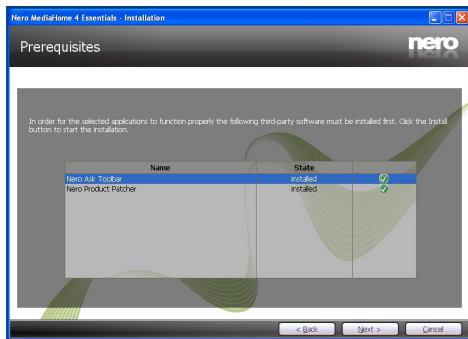 Nero MediaHome 4 Essentials - Installation
Prerequisites
nero
In order for the selected applications to function properly the following third-party software must be installed first. Click the Install
button to start the installation.
Name State
Nero Ask Toolbar installed
Nero Product Patcher installed
< Back Next > Cancel